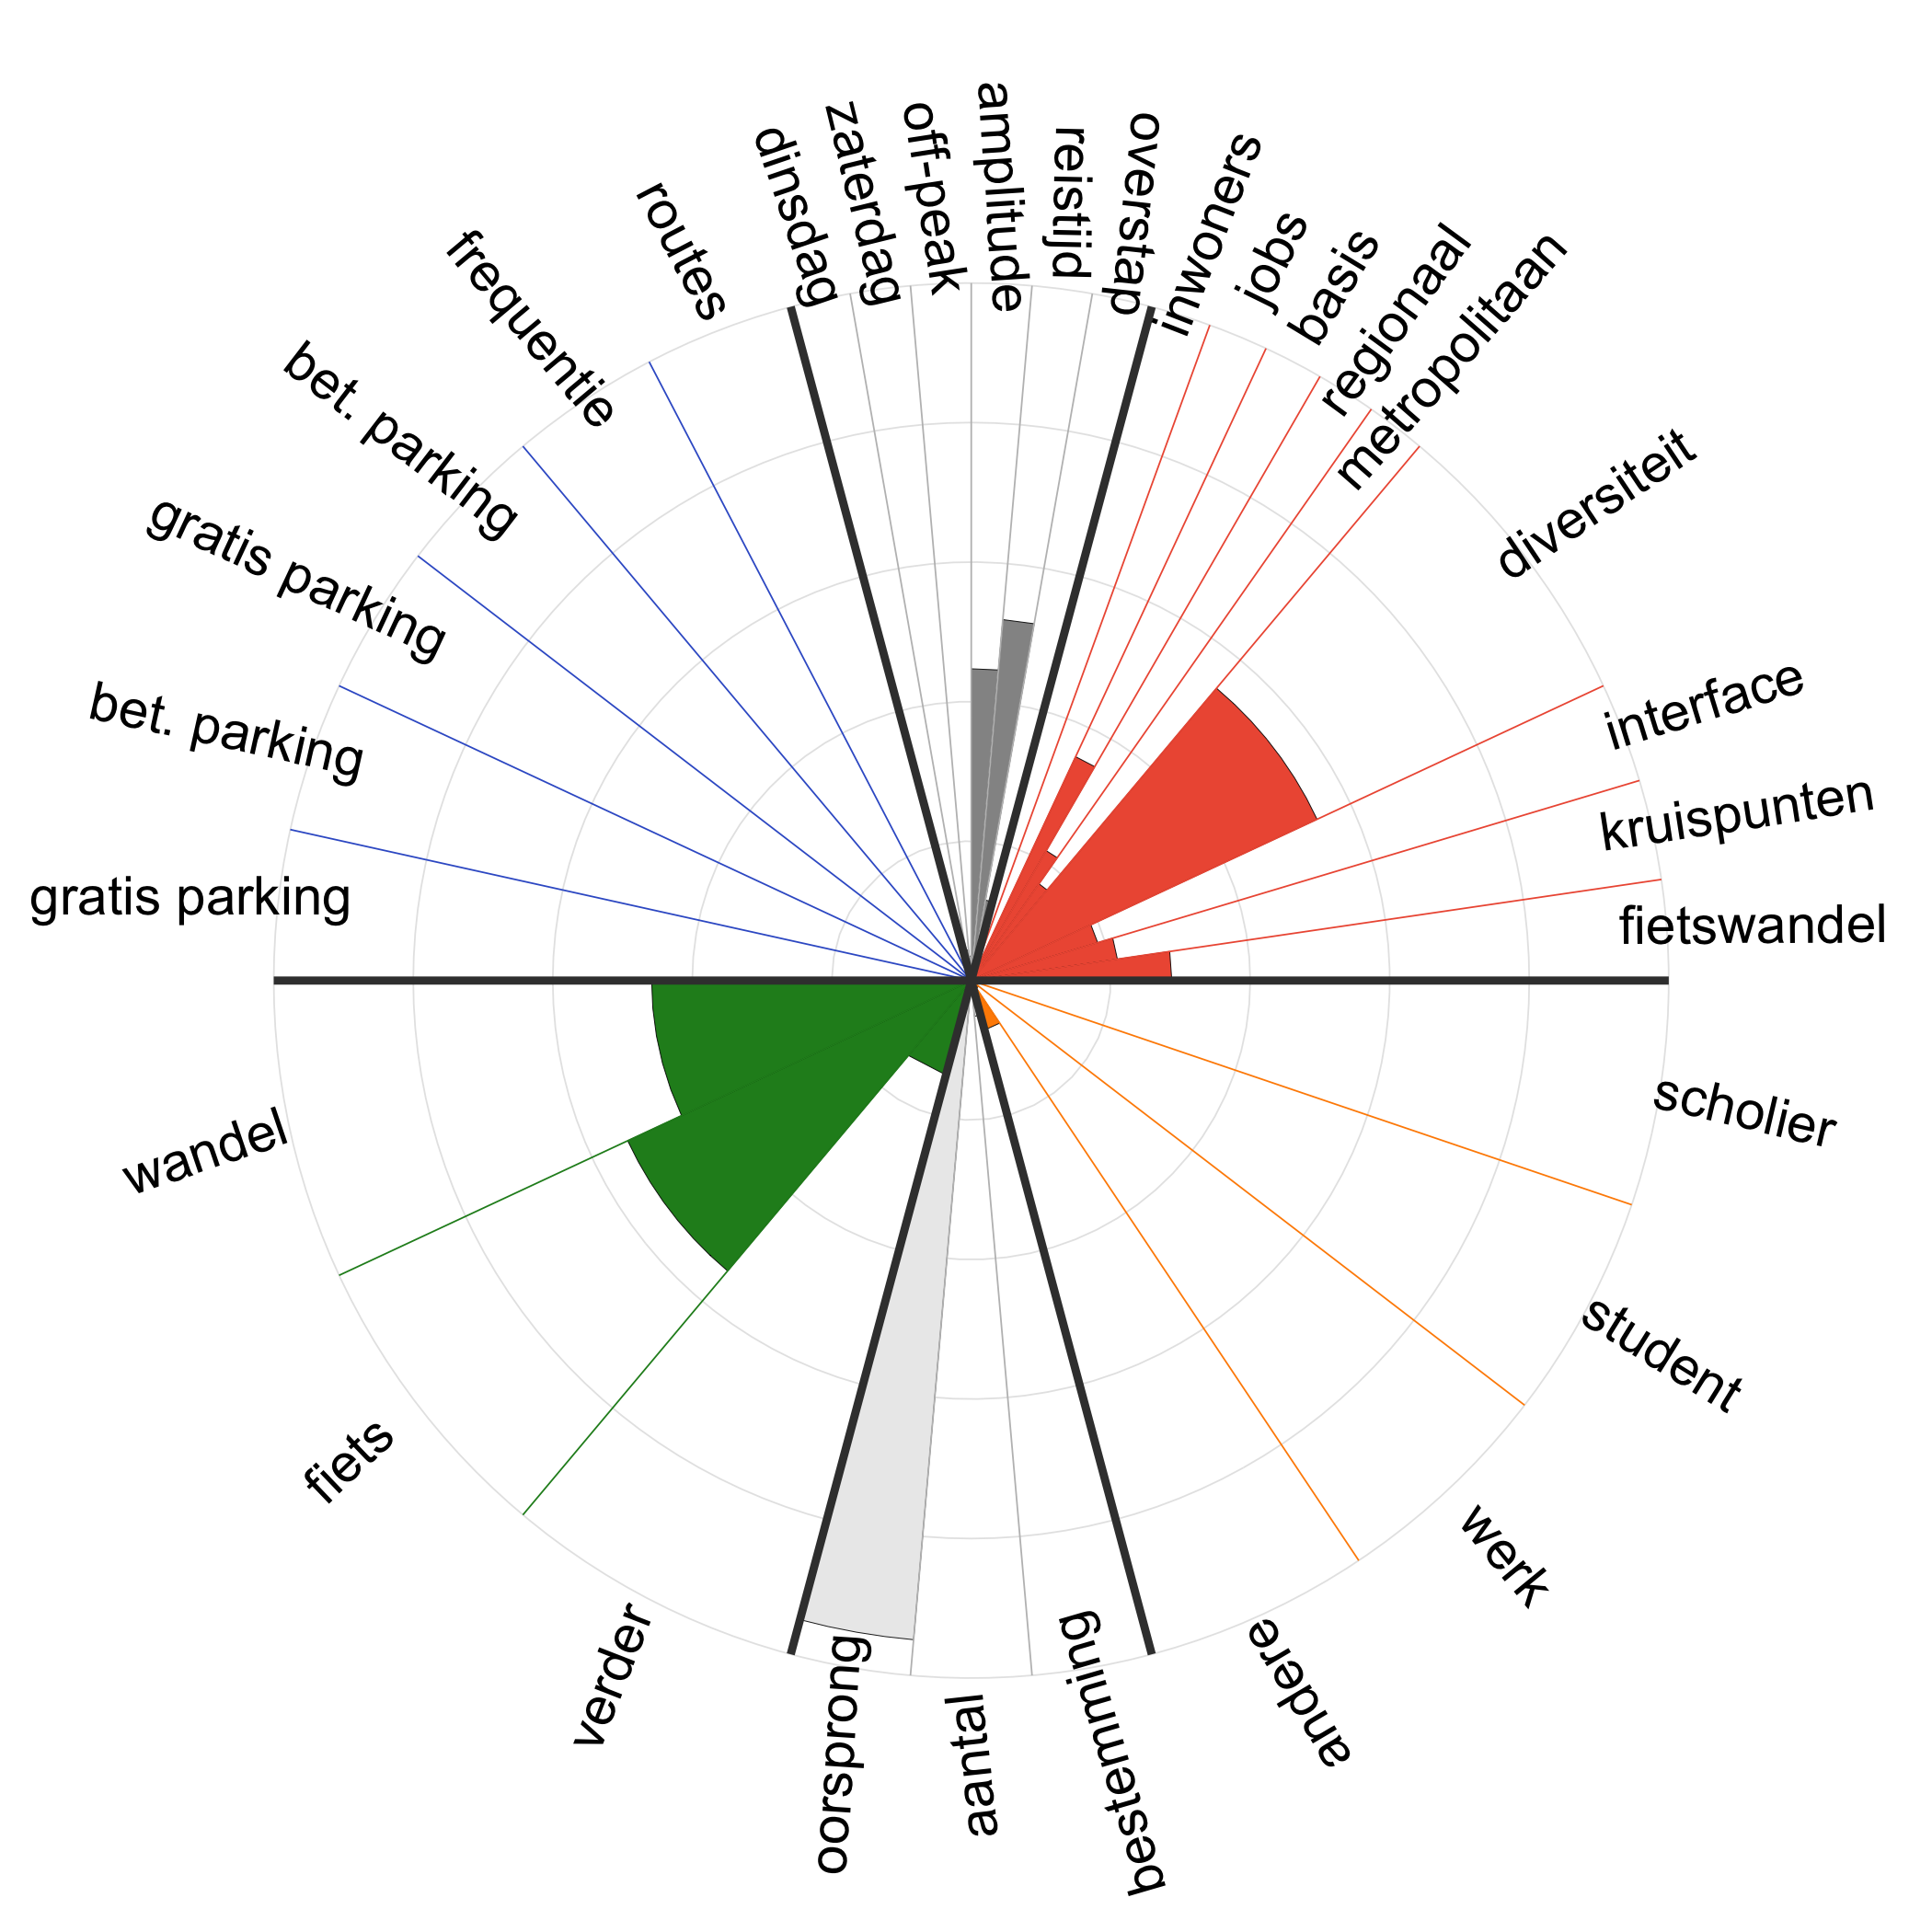 dinsdag
zaterdag
off-peak
amplitude
reistijd
overstap
inwoners
jobs
basis
regionaal
metropolitaan
diversiteit
interface
kruispunten
fietswandel
scholier
student
werk
andere
bestemming
aantal
oorsprong
verder
fiets
wandel
gratis parking
bet. parking
gratis parking
bet. parking
frequentie
routes